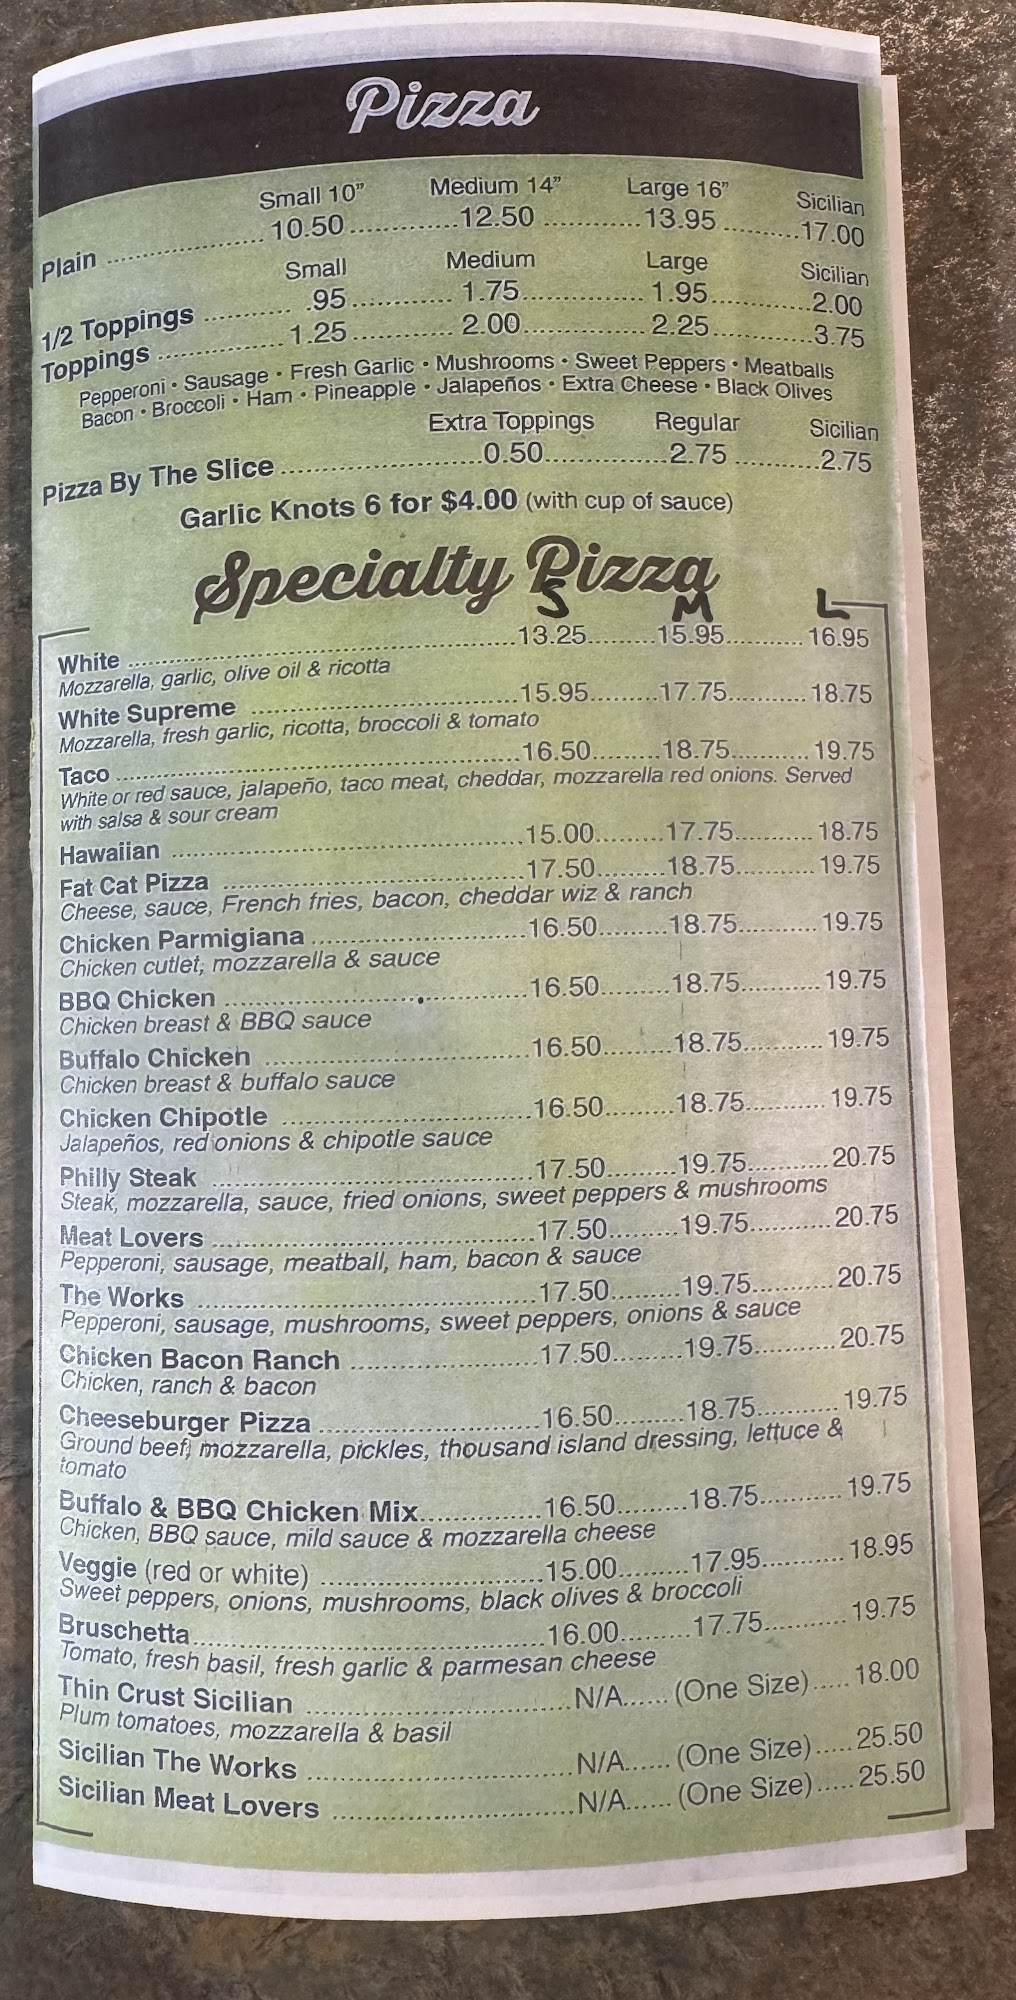 Pizza
Small 10" Medium 14" Large 16" Sicilian
Plain ........ 10.50 ........ 12.50 ........ 13.95 ........ 17.00
Small Medium Large Sicilian
1/2 Toppings ........ .95 ........ 1.75 ........ 1.95 ........ 2.00
Toppings ........ 1.25 ........ 2.00 ........ 2.25 ........ 3.75
Pepperoni • Sausage • Fresh Garlic • Mushrooms • Sweet Peppers • Meatballs
Bacon • Broccoli • Ham • Pineapple • Jalapeños • Extra Cheese • Black Olives
Extra Toppings Regular Sicilian
Pizza By The Slice ........ 0.50 ........ 2.75 ........ 2.75
Garlic Knots 6 for $4.00 (with cup of sauce)
Specialty Pizza
S M L
White ........ 13.25 ........ 15.95 ........ 16.95
Mozzarella, garlic, olive oil & ricotta
White Supreme ........ 15.95 ........ 17.75 ........ 18.75
Mozzarella, fresh garlic, ricotta, broccoli & tomato
Taco ........ 16.50 ........ 18.75 ........ 19.75
White or red sauce, jalapeño, taco meat, cheddar, mozzarella red onions. Served
with salsa & sour cream
Hawaiian ........ 15.00 ........ 17.75 ........ 18.75
Fat Cat Pizza ........ 17.50 ........ 18.75 ........ 19.75
Cheese, sauce, French fries, bacon, cheddar wiz & ranch
Chicken Parmigiana ........ 16.50 ........ 18.75 ........ 19.75
Chicken cutlet, mozzarella & sauce
BBQ Chicken ........ 16.50 ........ 18.75 ........ 19.75
Chicken breast & BBQ sauce
Buffalo Chicken ........ 16.50 ........ 18.75 ........ 19.75
Chicken breast & buffalo sauce
Chicken Chipotle ........ 16.50 ........ 18.75 ........ 19.75
Jalapeños, red onions & chipotle sauce
Philly Steak ........ 17.50 ........ 19.75 ........ 20.75
Steak, mozzarella, sauce, fried onions, sweet peppers & mushrooms
Meat Lovers ........ 17.50 ........ 19.75 ........ 20.75
Pepperoni, sausage, meatball, ham, bacon & sauce
The Works ........ 17.50 ........ 19.75 ........ 20.75
Pepperoni, sausage, mushrooms, sweet peppers, onions & sauce
Chicken Bacon Ranch ........ 17.50 ........ 19.75 ........ 20.75
Chicken, ranch & bacon
Cheeseburger Pizza ........ 16.50 ........ 18.75 ........ 19.75
Ground beef, mozzarella, pickles, thousand island dressing, lettuce &
tomato
Buffalo & BBQ Chicken Mix ........ 16.50 ........ 18.75 ........ 19.75
Chicken, BBQ sauce, mild sauce & mozzarella cheese
Veggie (red or white) ........ 15.00 ........ 17.95 ........ 18.95
Sweet peppers, onions, mushrooms, black olives & broccoli
Bruschetta ........ 16.00 ........ 17.75 ........ 19.75
Tomato, fresh basil, fresh garlic & parmesan cheese
Thin Crust Sicilian ........ N/A ...... (One Size) ..... 18.00
Plum tomatoes, mozzarella & basil
Sicilian The Works ........ N/A ...... (One Size) ..... 25.50
Sicilian Meat Lovers ........ N/A ...... (One Size) ..... 25.50